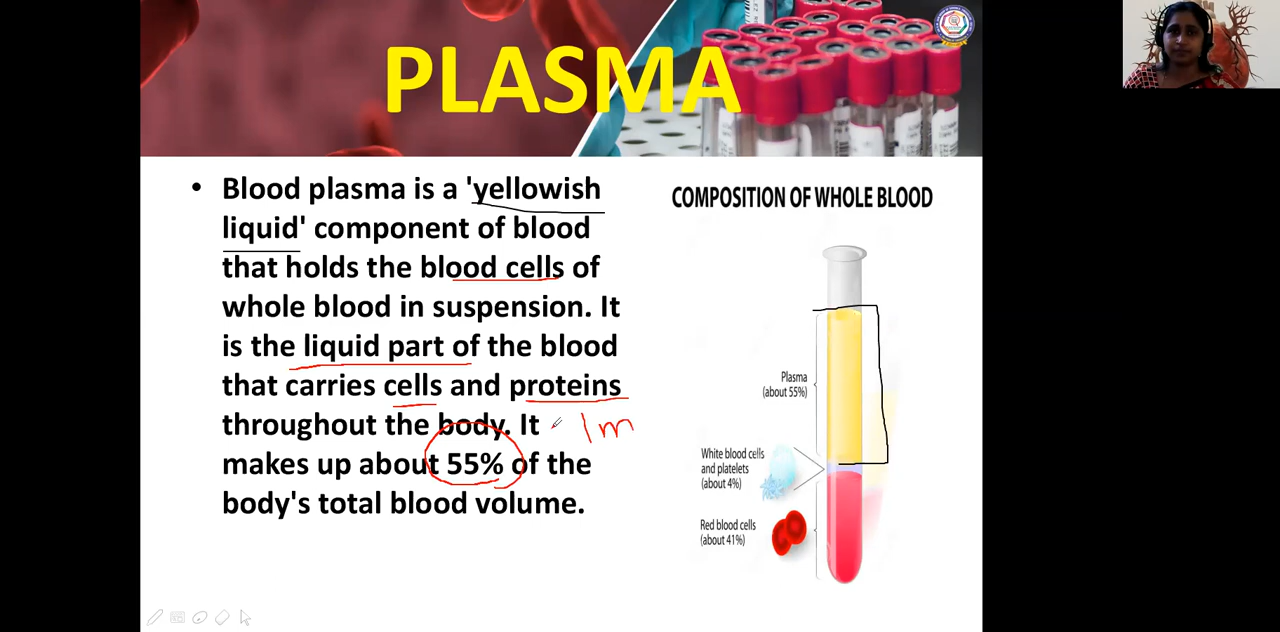 PLASMA
• Blood plasma is a 'yellowish
liquid' component of blood
that holds the blood cells of
whole blood in suspension. It
is the liquid part of the blood
that carries cells and proteins
throughout the body. It
1m
makes up about 55% of the
body's total blood volume.
COMPOSITION OF WHOLE BLOOD
Plasma
(about 55%)
White blood cells
and platelets
(about 4%)
Red blood cells
(about 41%)